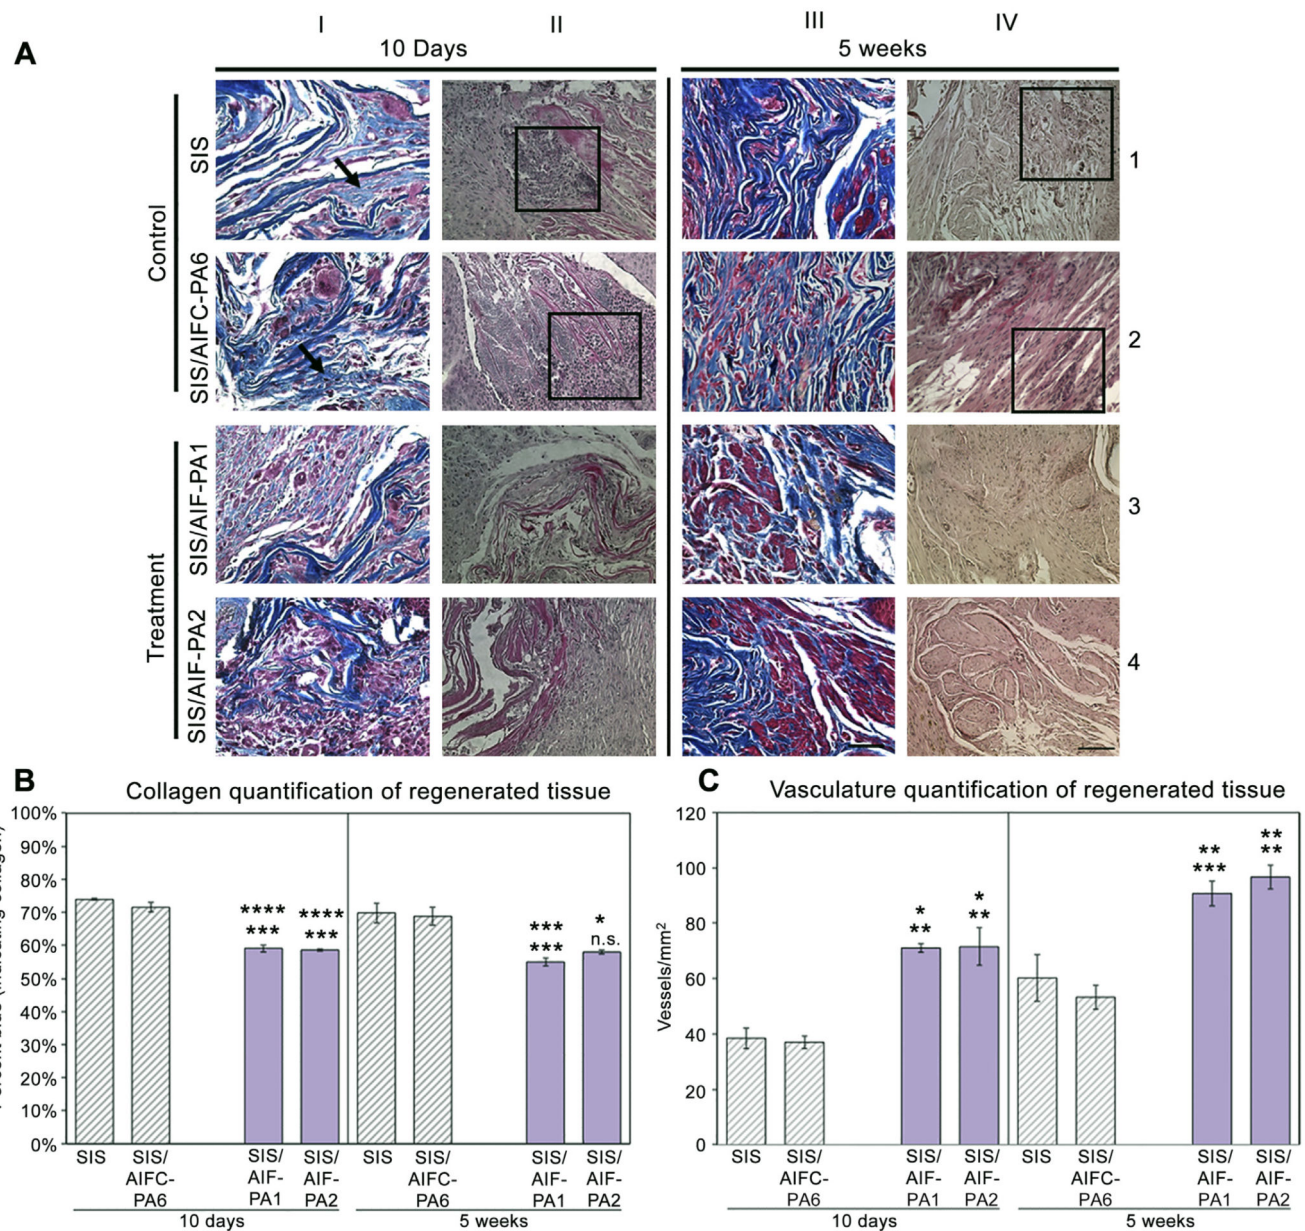 I II III IV
A 10 Days 5 weeks
Control
SIS
SIS/AIFC-PA6
Treatment
SIS/AIF-PA1
SIS/AIF-PA2
1
2
3
4
B Collagen quantification of regenerated tissue
100%
90%
80%
70%
60%
50%
40%
30%
20%
10%
0%
****
***
****
***
***
***
*
n.s.
SIS SIS/ SIS/ SIS/ SIS SIS/ SIS/ SIS/
AIFC- AIF- AIF- AIFC- AIF- AIF-
PA6 PA1 PA2 PA6 PA1 PA2
10 days 5 weeks
C Vasculature quantification of regenerated tissue
Vessels/mm²
120
100
80
60
40
20
0
*
**
*
**
**
***
**
**
SIS SIS/ SIS/ SIS/ SIS SIS/ SIS/ SIS/
AIFC- AIF- AIF- AIFC- AIF- AIF-
PA6 PA1 PA2 PA6 PA1 PA2
10 days 5 weeks